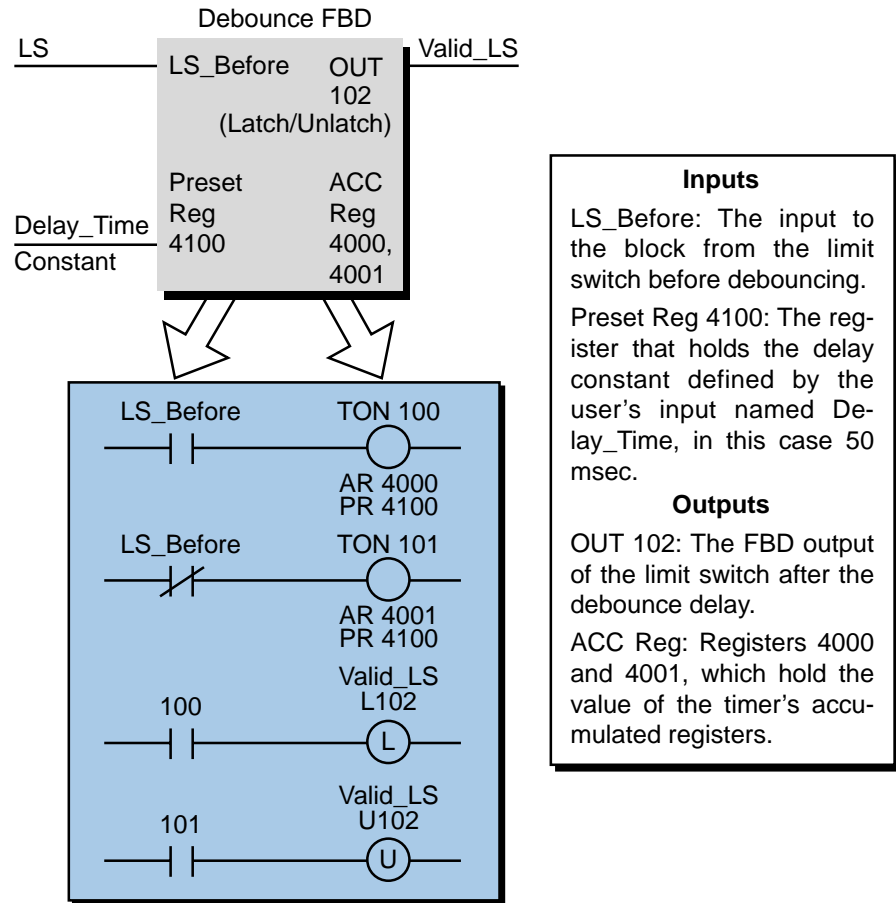 Debounce FBD
LS
Valid_LS
LS_Before
OUT
102
(Latch/Unlatch)
Preset
Reg
4100
ACC
Reg
4000,
4001
Delay_Time
Constant
LS_Before
TON 100
AR 4000
PR 4100
LS_Before
TON 101
AR 4001
PR 4100
100
Valid_LS
L102
L
101
Valid_LS
U102
U
Inputs
LS_Before: The input to
the block from the limit
switch before debouncing.
Preset Reg 4100: The reg-
ister that holds the delay
constant defined by the
user's input named De-
lay_Time, in this case 50
msec.
Outputs
OUT 102: The FBD output
of the limit switch after the
debounce delay.
ACC Reg: Registers 4000
and 4001, which hold the
value of the timer's accu-
mulated registers.